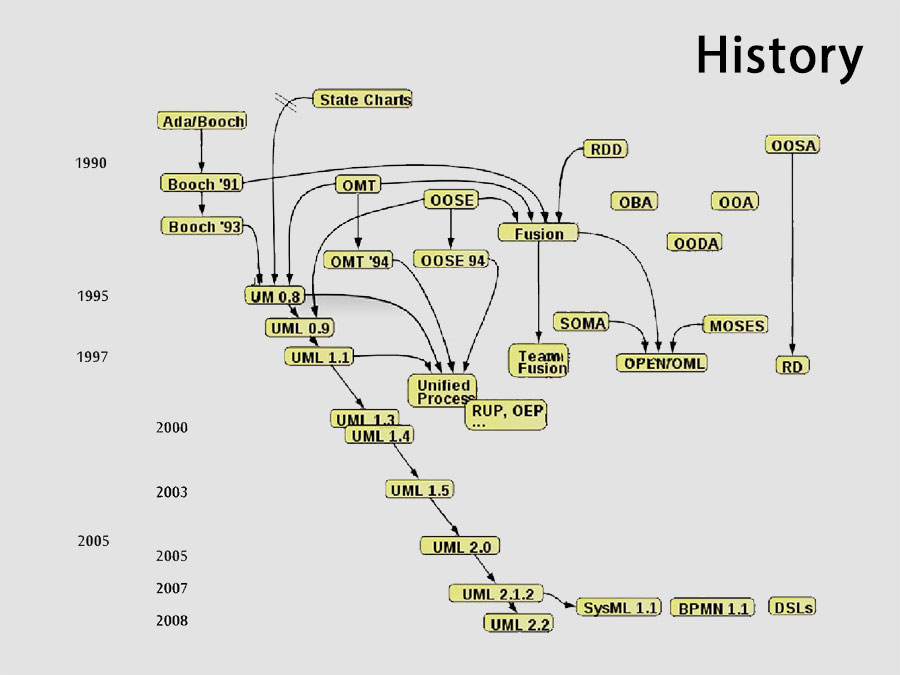 History
State Charts
Ada/Booch
1990
RDD
OOSA
Booch '91
OMT
OOSE
OBA
OOA
Booch '93
Fusion
OODA
OMT '94
OOSE 94
1995
UM 0.8
UML 0.9
SOMA
MOSES
1997
UML 1.1
Team
Fusion
OPEN/OML
RD
Unified
Process
RUP, OEP
...
2000
UML 1.3
UML 1.4
2003
UML 1.5
2005
2005
UML 2.0
2007
UML 2.1.2
SysML 1.1
BPMN 1.1
DSLs
2008
UML 2.2